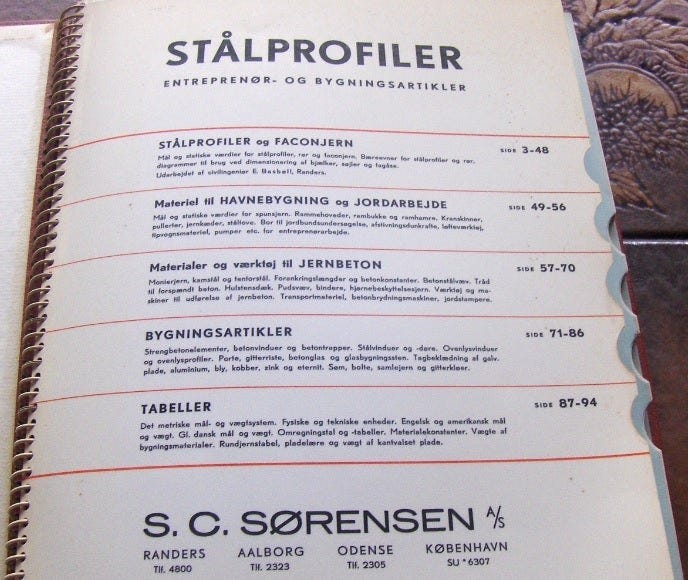 STÅLPROFILER
ENTREPRENØR- OG BYGNINGSARTIKLER
STÅLPROFILER og FACONJERN SIDE 3-48
Mål og statiske værdier for stålprofiler, rør og faconjern. Bæreevner for stålprofiler og rør,
diagrammer til brug ved dimensionering af bjælker, søjler og tagåse.
Udarbejdet af civilingeniør E. Basbøll, Randers.
Materiel til HAVNEBYGNING og JORDARBEJDE SIDE 49-56
Mål og statiske værdier for spunsjern. Rammehoveder, rambukke og ramhamre. Kranskinner,
pullerter, jernkæder, ståltove. Bor til jordbundsundersøgelse, afstivningsdunkrafte, løfteværktøj,
tipvognsmateriel, pumper etc. for entreprenørarbejde.
Materialer og værktøj til JERNBETON SIDE 57-70
Monierjern, kamstål og tentorstål. Forankringslængder og betonkonstanter. Betonstålvæv. Tråd
til forspændt beton. Hulstensdæk. Pudsvæv, bindere, hjørnebeskyttelsesjern. Værktøj og ma-
skiner til udførelse af jernbeton. Transportmateriel, betonbrydningsmaskiner, jordstampere.
BYGNINGSARTIKLER SIDE 71-86
Strengbetonelementer, betonvinduer og betontrapper. Stålvinduer og -døre. Ovenlysvinduer
og ovenlysprofiler. Porte, gitterriste, betonglas og glasbygningssten. Tagbeklædning af galv.
plade, aluminium, bly, kobber, zink og eternit. Søm, bolte, samlejern og gitterkløer.
TABELLER SIDE 87-94
Det metriske mål- og vægtsystem. Fysiske og tekniske enheder. Engelsk og amerikansk mål
og vægt. Gl. dansk mål og vægt. Omregningstal og -tabeller. Materialekonstanter. Vægte af
bygningsmaterialer. Rundjernstabel, pladelære og vægt af kantvalset plade.
S. C. SØRENSEN A/S
RANDERS AALBORG ODENSE KØBENHAVN
Tlf. 4800 Tlf. 2323 Tlf. 2305 SU *6307